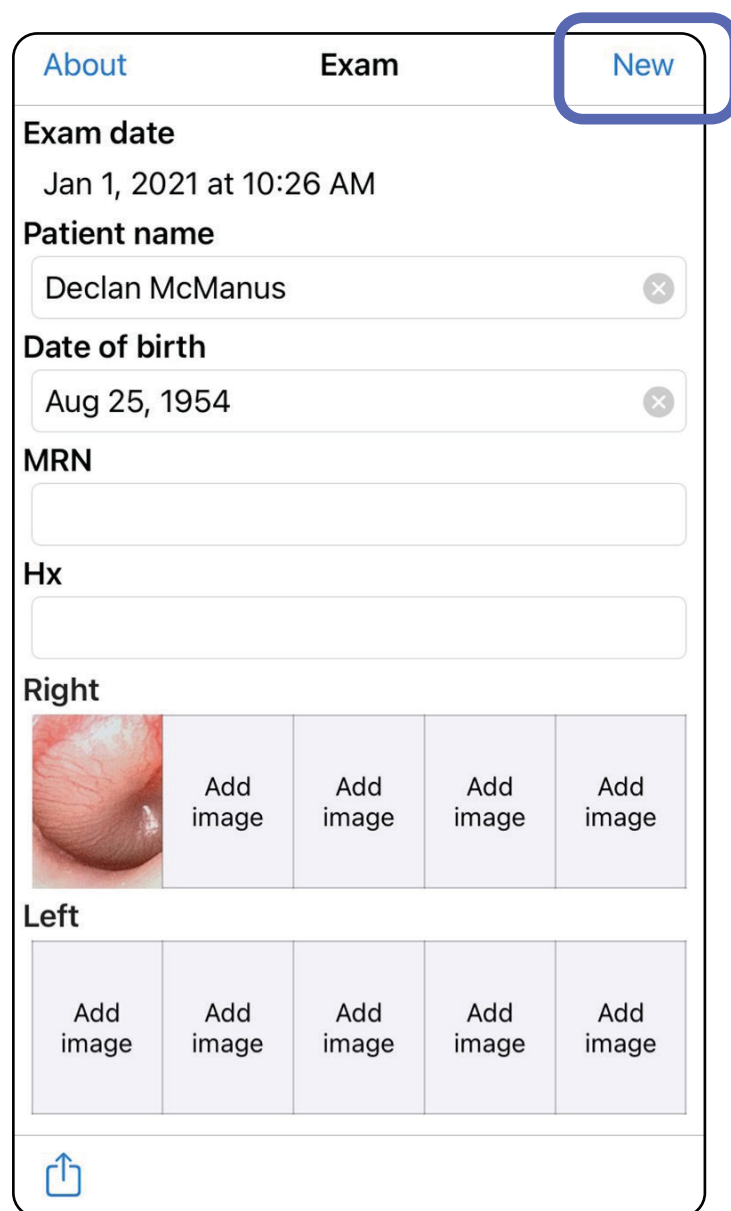 About Exam New
Exam date
Jan 1, 2021 at 10:26 AM
Patient name
Declan McManus
Date of birth
Aug 25, 1954
MRN
Hx
Right
Add image Add image Add image Add image
Left
Add image Add image Add image Add image Add image